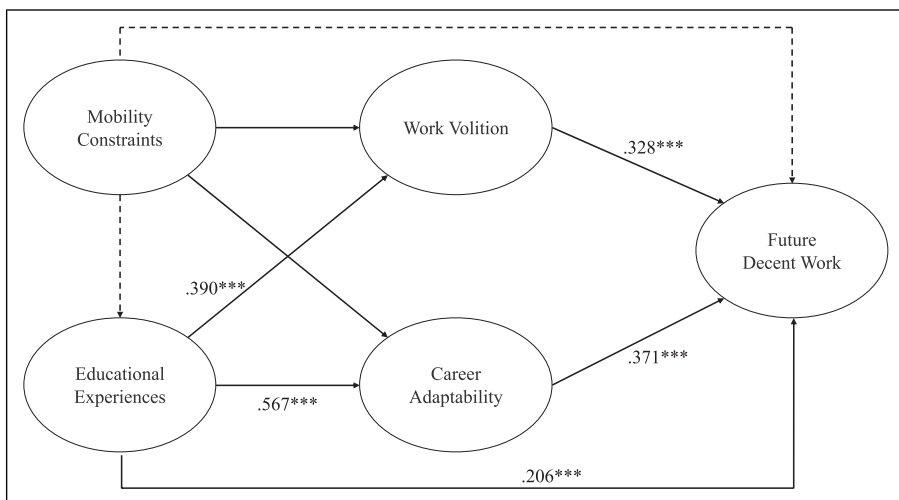 Mobility
Constraints
Work Volition
.328***
Future
Decent Work
.390***
.371***
Educational
Experiences
Career
Adaptability
.567***
.206***